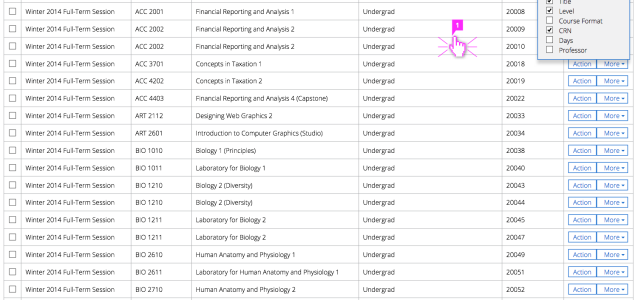 Title
Winter 2014 Full-Term Session ACC 2001 Financial Reporting and Analysis 1 Undergrad 20008 Level
Course Format
1
Winter 2014 Full-Term Session ACC 2002 Financial Reporting and Analysis 2 Undergrad 20009 CRN
Days
Winter 2014 Full-Term Session ACC 2002 Financial Reporting and Analysis 2 Undergrad 20010 Professor
Winter 2014 Full-Term Session ACC 3701 Concepts in Taxation 1 Undergrad 20018 Action More
Winter 2014 Full-Term Session ACC 4202 Concepts in Taxation 2 Undergrad 20019 Action More
Winter 2014 Full-Term Session ACC 4403 Financial Reporting and Analysis 4 (Capstone) Undergrad 20022 Action More
Winter 2014 Full-Term Session ART 2112 Designing Web Graphics 2 Undergrad 20033 Action More
Winter 2014 Full-Term Session ART 2601 Introduction to Computer Graphics (Studio) Undergrad 20034 Action More
Winter 2014 Full-Term Session BIO 1010 Biology 1 (Principles) Undergrad 20038 Action More
Winter 2014 Full-Term Session BIO 1011 Laboratory for Biology 1 Undergrad 20040 Action More
Winter 2014 Full-Term Session BIO 1210 Biology 2 (Diversity) Undergrad 20043 Action More
Winter 2014 Full-Term Session BIO 1210 Biology 2 (Diversity) Undergrad 20044 Action More
Winter 2014 Full-Term Session BIO 1211 Laboratory for Biology 2 Undergrad 20045 Action More
Winter 2014 Full-Term Session BIO 1211 Laboratory for Biology 2 Undergrad 20047 Action More
Winter 2014 Full-Term Session BIO 2610 Human Anatomy and Physiology 1 Undergrad 20049 Action More
Winter 2014 Full-Term Session BIO 2611 Laboratory for Human Anatomy and Physiology 1 Undergrad 20051 Action More
Winter 2014 Full-Term Session BIO 2710 Human Anatomy and Physiology 2 Undergrad 20052 Action More